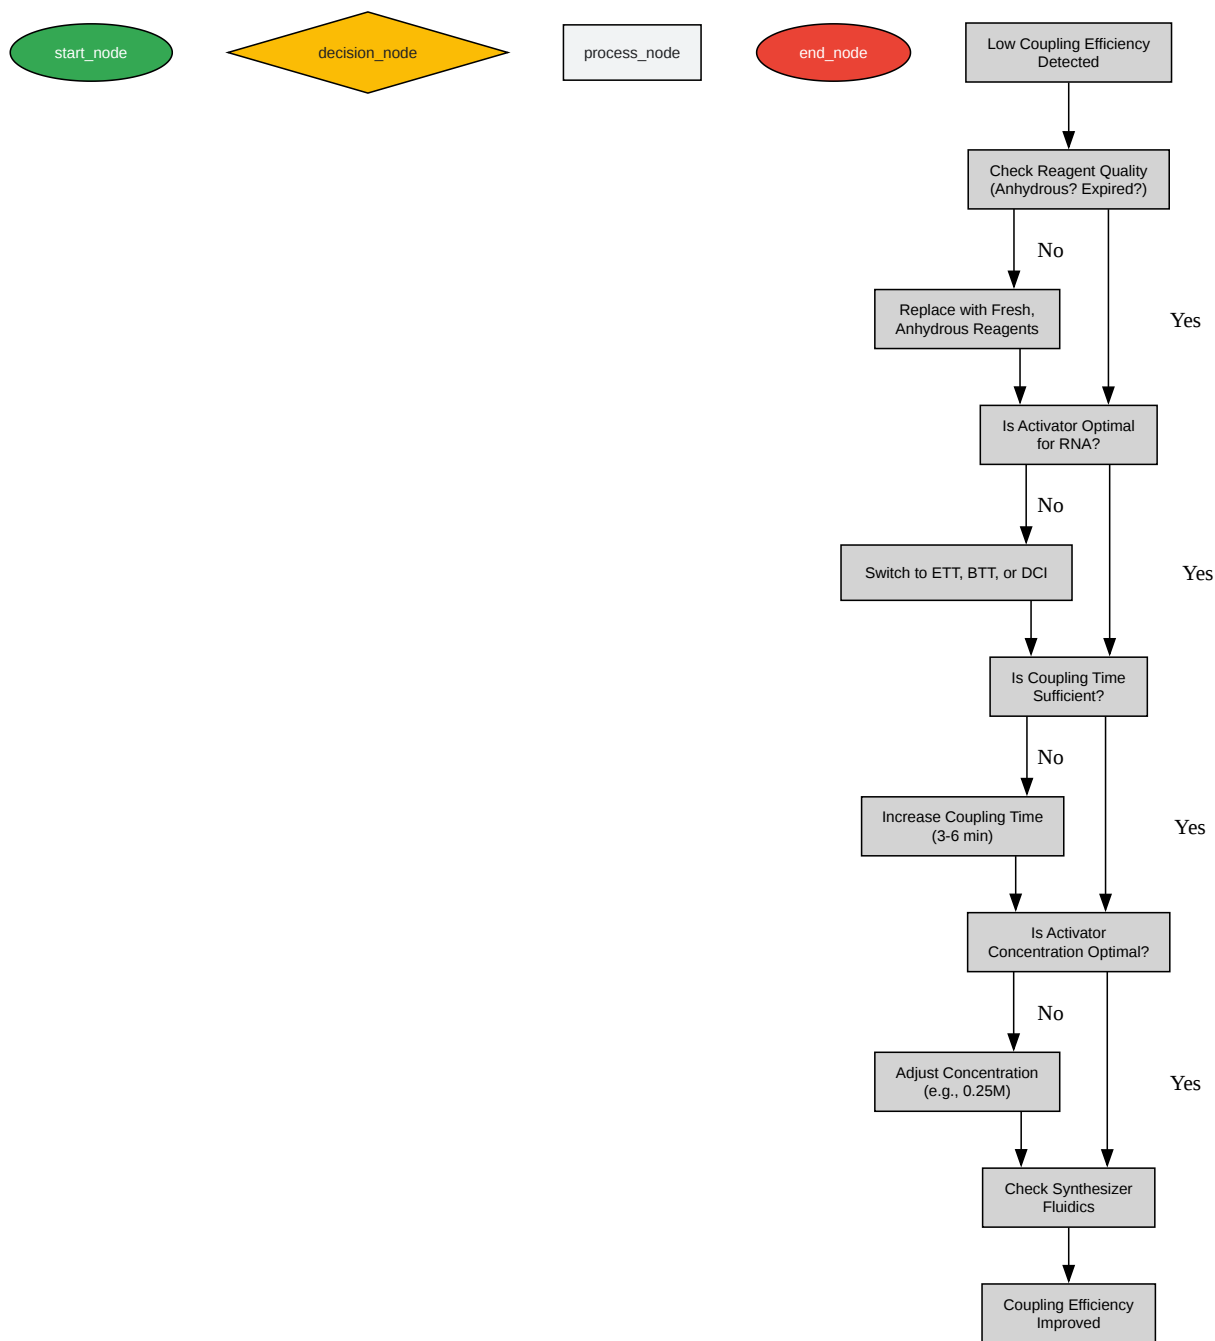 start_node
decision_node
process_node
end_node
Low Coupling Efficiency
Detected
Check Reagent Quality
(Anhydrous? Expired?)
No
Replace with Fresh,
Anhydrous Reagents
Yes
Is Activator Optimal
for RNA?
No
Switch to ETT, BTT, or DCI
Yes
Is Coupling Time
Sufficient?
No
Increase Coupling Time
(3-6 min)
Yes
Is Activator
Concentration Optimal?
No
Adjust Concentration
(e.g., 0.25M)
Yes
Check Synthesizer
Fluidics
Coupling Efficiency
Improved